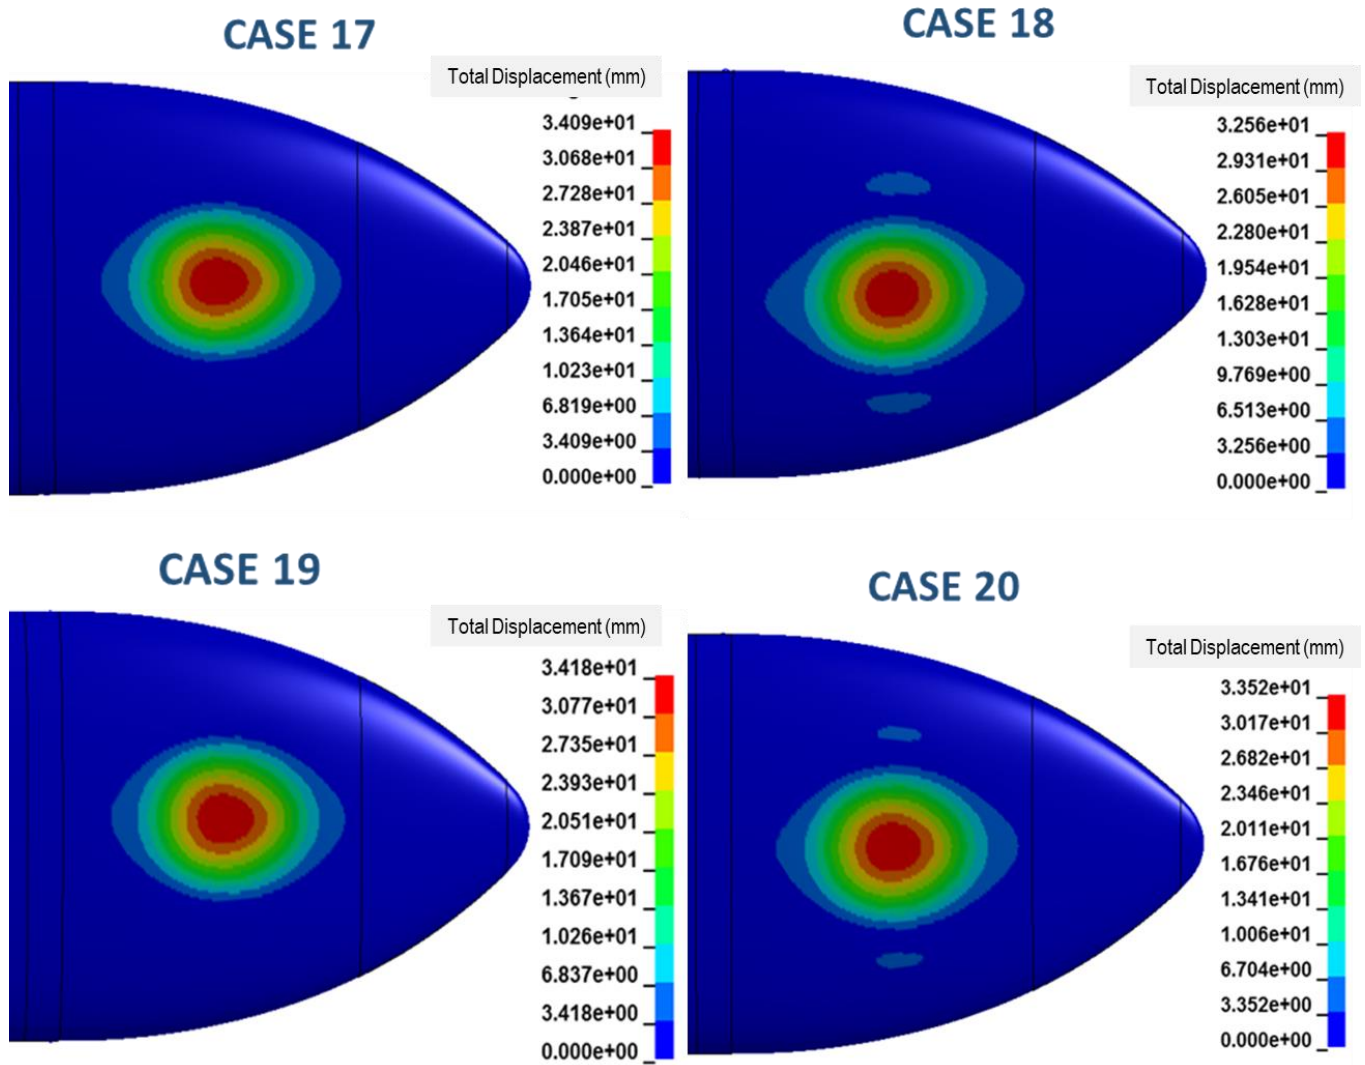 CASE 17
Total Displacement (mm)
3.409e+01
3.068e+01
2.728e+01
2.387e+01
2.046e+01
1.705e+01
1.364e+01
1.023e+01
6.819e+00
3.409e+00
0.000e+00
CASE 18
Total Displacement (mm)
3.256e+01
2.931e+01
2.605e+01
2.280e+01
1.954e+01
1.628e+01
1.303e+01
9.769e+00
6.513e+00
3.256e+00
0.000e+00
CASE 19
Total Displacement (mm)
3.418e+01
3.077e+01
2.735e+01
2.393e+01
2.051e+01
1.709e+01
1.367e+01
1.026e+01
6.837e+00
3.418e+00
0.000e+00
CASE 20
Total Displacement (mm)
3.352e+01
3.017e+01
2.682e+01
2.346e+01
2.011e+01
1.676e+01
1.341e+01
1.006e+01
6.704e+00
3.352e+00
0.000e+00